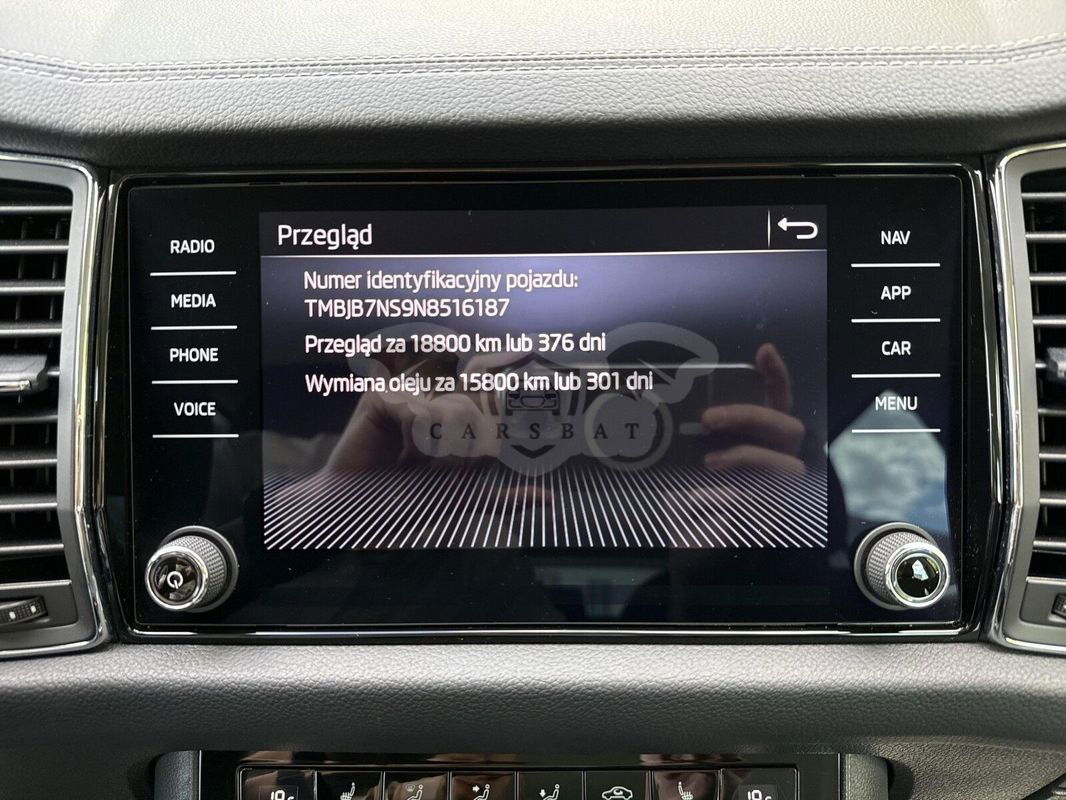 RADIO
MEDIA
PHONE
VOICE
Przegląd
Numer identyfikacyjny pojazdu:
TMBJB7NS9N8516187
Przegląd za 18800 km lub 376 dni
Wymiana oleju za 15800 km lub 301 dni
CARSBAT
NAV
APP
CAR
MENU